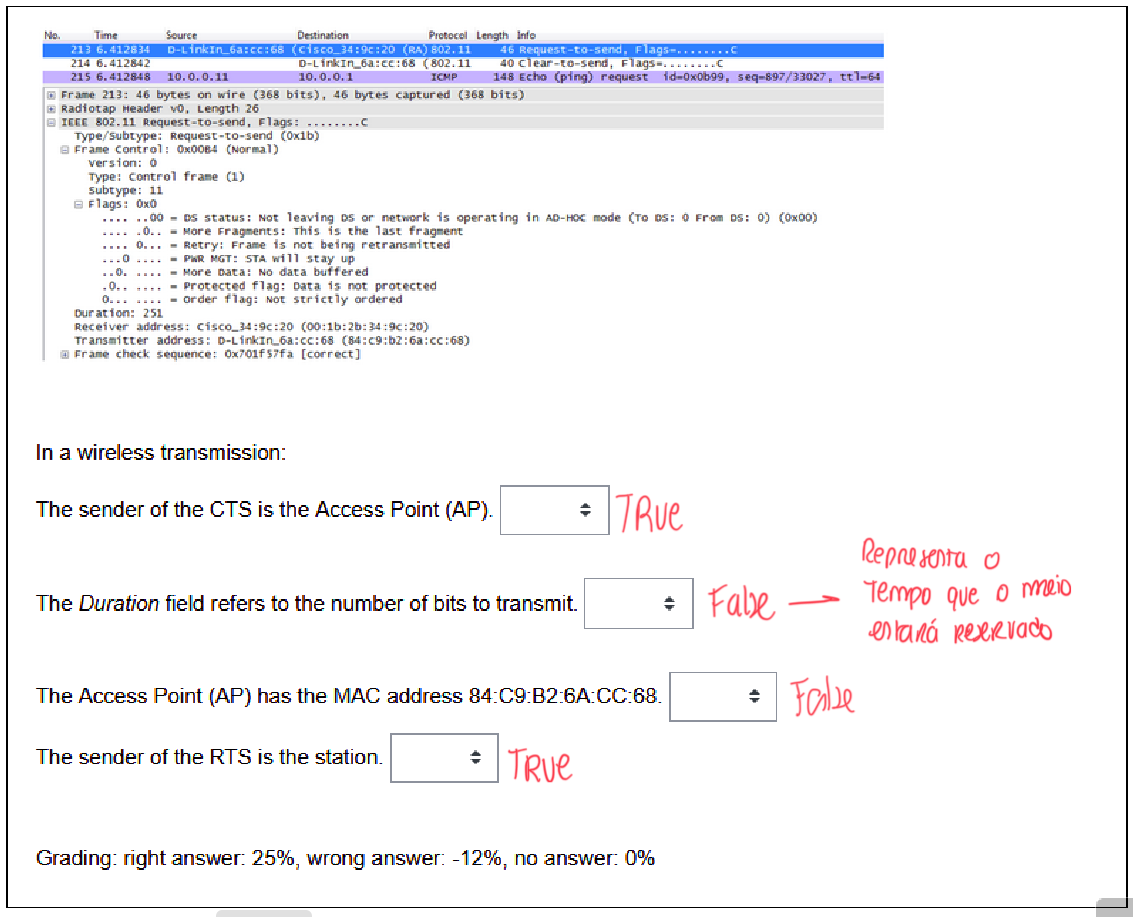 No. Time Source Destination Protocol Length Info
213 6.412834 D-LinkIn_6a:cc:68 (Cisco_34:9c:20 (RA) 802.11 46 Request-to-send, Flags=........C
214 6.412842 D-LinkIn_6a:cc:68 (802.11 40 Clear-to-send, Flags=........C
215 6.412848 10.0.0.11 10.0.0.1 ICMP 148 Echo (ping) request id=0x0b99, seq=897/33027, ttl=64
Frame 213: 46 bytes on wire (368 bits), 46 bytes captured (368 bits)
Radiotap Header v0, Length 26
IEEE 802.11 Request-to-send, Flags: ........C
Type/Subtype: Request-to-send (0x1b)
Frame Control: 0x00B4 (Normal)
Version: 0
Type: Control frame (1)
Subtype: 11
Flags: 0x0
.... ..00 = DS status: Not leaving DS or network is operating in AD-HOC mode (To DS: 0 From DS: 0) (0x00)
.... .0.. = More Fragments: This is the last fragment
.... 0... = Retry: Frame is not being retransmitted
...0 .... = PWR MGT: STA will stay up
..0. .... = More Data: No data buffered
.0.. .... = Protected flag: Data is not protected
0... .... = Order flag: Not strictly ordered
Duration: 251
Receiver address: Cisco_34:9c:20 (00:1b:2b:34:9c:20)
Transmitter address: D-LinkIn_6a:cc:68 (84:c9:b2:6a:cc:68)
Frame check sequence: 0x701f57fa [correct]
In a wireless transmission:
The sender of the CTS is the Access Point (AP). TRUE
The Duration field refers to the number of bits to transmit. False
Representa o
tempo que o meio
estará reservado
The Access Point (AP) has the MAC address 84:C9:B2:6A:CC:68. False
The sender of the RTS is the station. TRUE
Grading: right answer: 25%, wrong answer: -12%, no answer: 0%